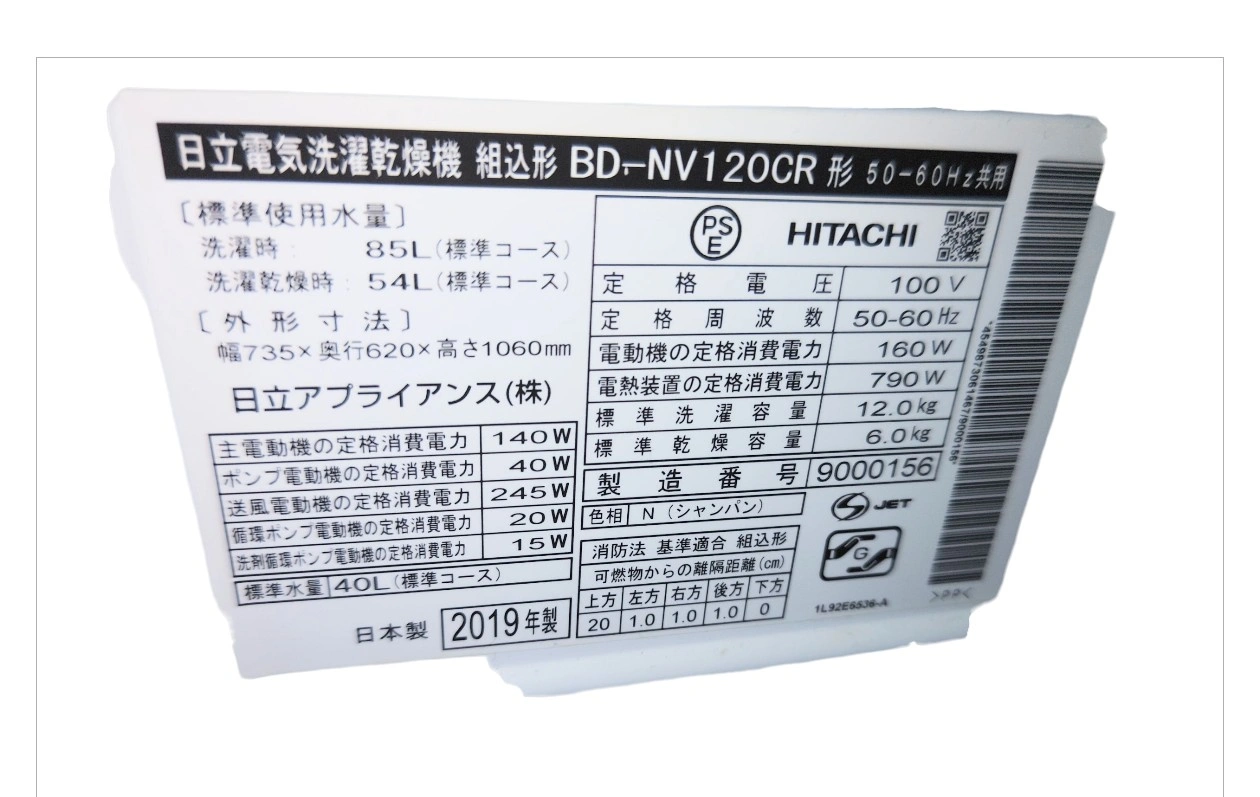 日立電気洗濯乾燥機 組込形 BD-NV120CR 形 50-60Hz共用
〔標準使用水量〕
洗濯時: 85L(標準コース)
洗濯乾燥時: 54L(標準コース)
〔外形寸法〕
幅735×奥行620×高さ1060mm
日立アプライアンス(株)
主電動機の定格消費電力 140W
ポンプ電動機の定格消費電力 40W
送風電動機の定格消費電力 245W
循環ポンプ電動機の定格消費電力 20W
洗剤循環ポンプ電動機の定格消費電力 15W
標準水量 40L(標準コース)
日本製 2019年製
PSE HITACHI
定格電圧 100V
定格周波数 50-60Hz
電動機の定格消費電力 160W
電熱装置の定格消費電力 790W
標準洗濯容量 12.0kg
標準乾燥容量 6.0kg
製造番号 9000156
色相 N(シャンパン)
JET
消防法 基準適合 組込形
可燃物からの離隔距離(cm)
上方 左方 右方 後方 下方
20 1.0 1.0 1.0 0
G
1L92E6536-A
>PP<